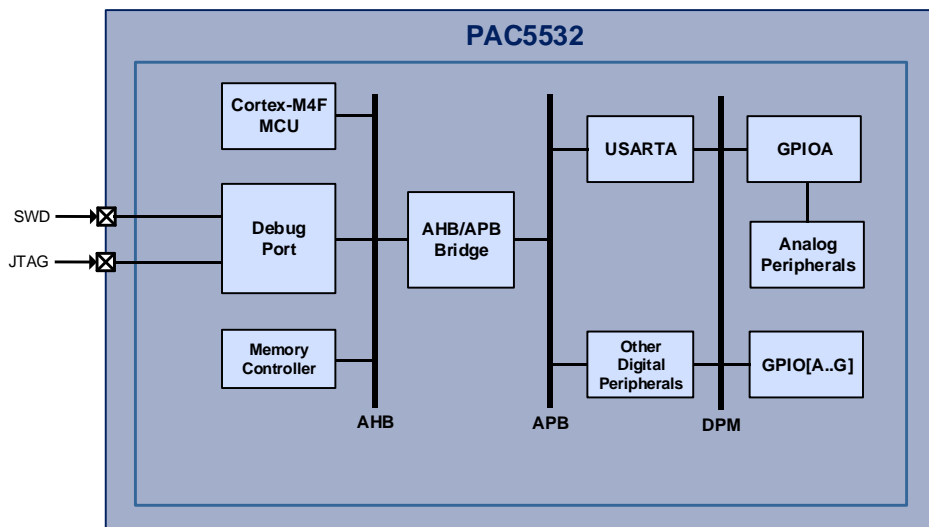 PAC5532
Cortex-M4F
MCU
USARTA
GPIOA
SWD
JTAG
Debug
Port
AHB/APB
Bridge
Analog
Peripherals
Memory
Controller
Other
Digital
Peripherals
GPIO[A..G]
AHB
APB
DPM